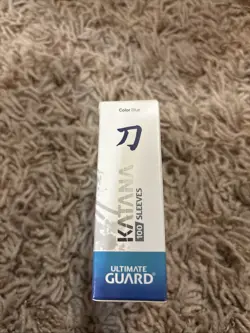 Color Blue
刀
KATANA
100 SLEEVES
ULTIMATE
GUARD